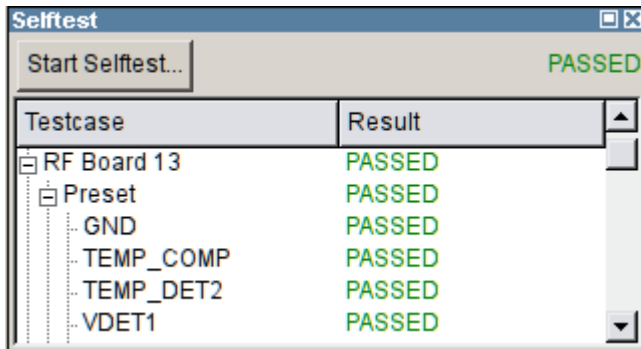 Selftest
Start Selftest... PASSED
Testcase Result
RF Board 13 PASSED
Preset PASSED
GND PASSED
TEMP_COMP PASSED
TEMP_DET2 PASSED
VDET1 PASSED